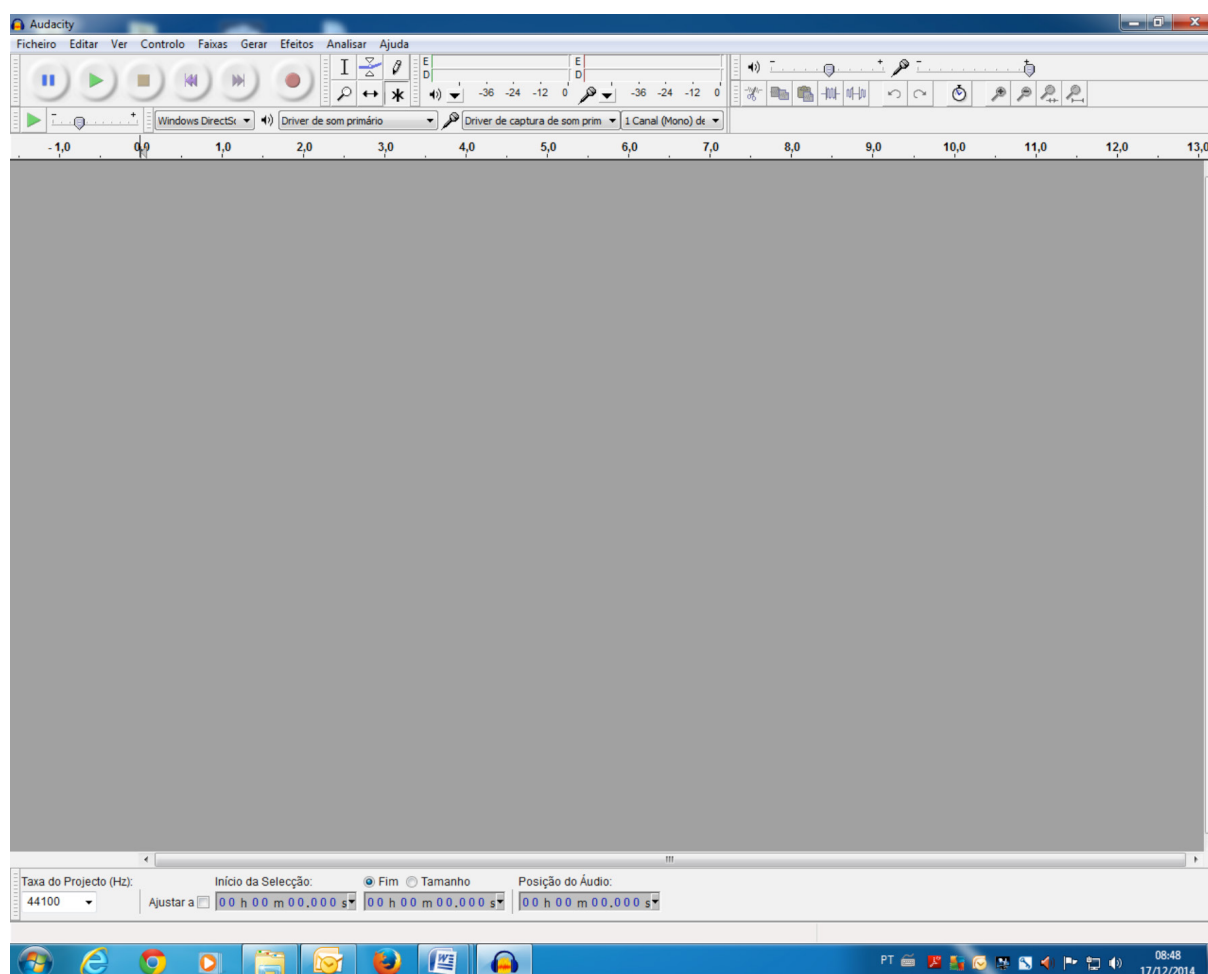 Audacity
Ficheiro Editar Ver Controlo Faixas Gerar Efeitos Analisar Ajuda
E E
D D
-36 -24 -12 0 -36 -24 -12 0
Windows DirectSc Driver de som primário Driver de captura de som prim 1 Canal (Mono) de
- 1,0 0,0 1,0 2,0 3,0 4,0 5,0 6,0 7,0 8,0 9,0 10,0 11,0 12,0 13,0
Taxa do Projecto (Hz): Início da Selecção: Fim Tamanho Posição do Áudio:
44100 Ajustar a 00 h 00 m 00.000 s 00 h 00 m 00.000 s 00 h 00 m 00.000 s
PT 08:48
17/12/2014